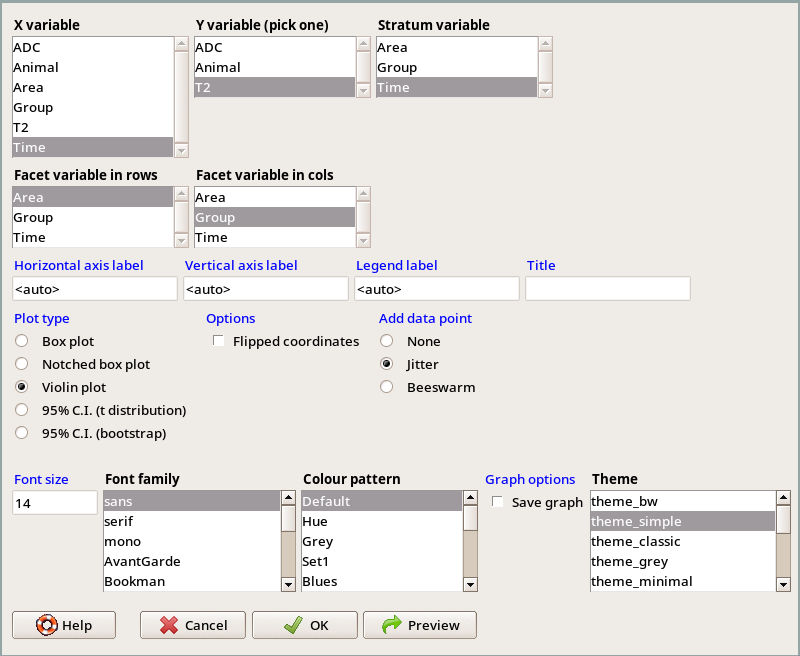 X variable Y variable (pick one) Stratum variable
ADC ADC Area
Animal Animal Group
Area T2 Time
Group
T2
Time
Facet variable in rows Facet variable in cols
Area Area
Group Group
Time Time
Horizontal axis label Vertical axis label Legend label Title
<auto> <auto> <auto>
Plot type Options Add data point
Box plot Flipped coordinates None
Notched box plot Jitter
Violin plot Beeswarm
95% C.I. (t distribution)
95% C.I. (bootstrap)
Font size Font family Colour pattern Graph options Theme
14 sans Default Save graph theme_bw
serif Hue theme_simple
mono Grey theme_classic
AvantGarde Set1 theme_grey
Bookman Blues theme_minimal
Help Cancel OK Preview